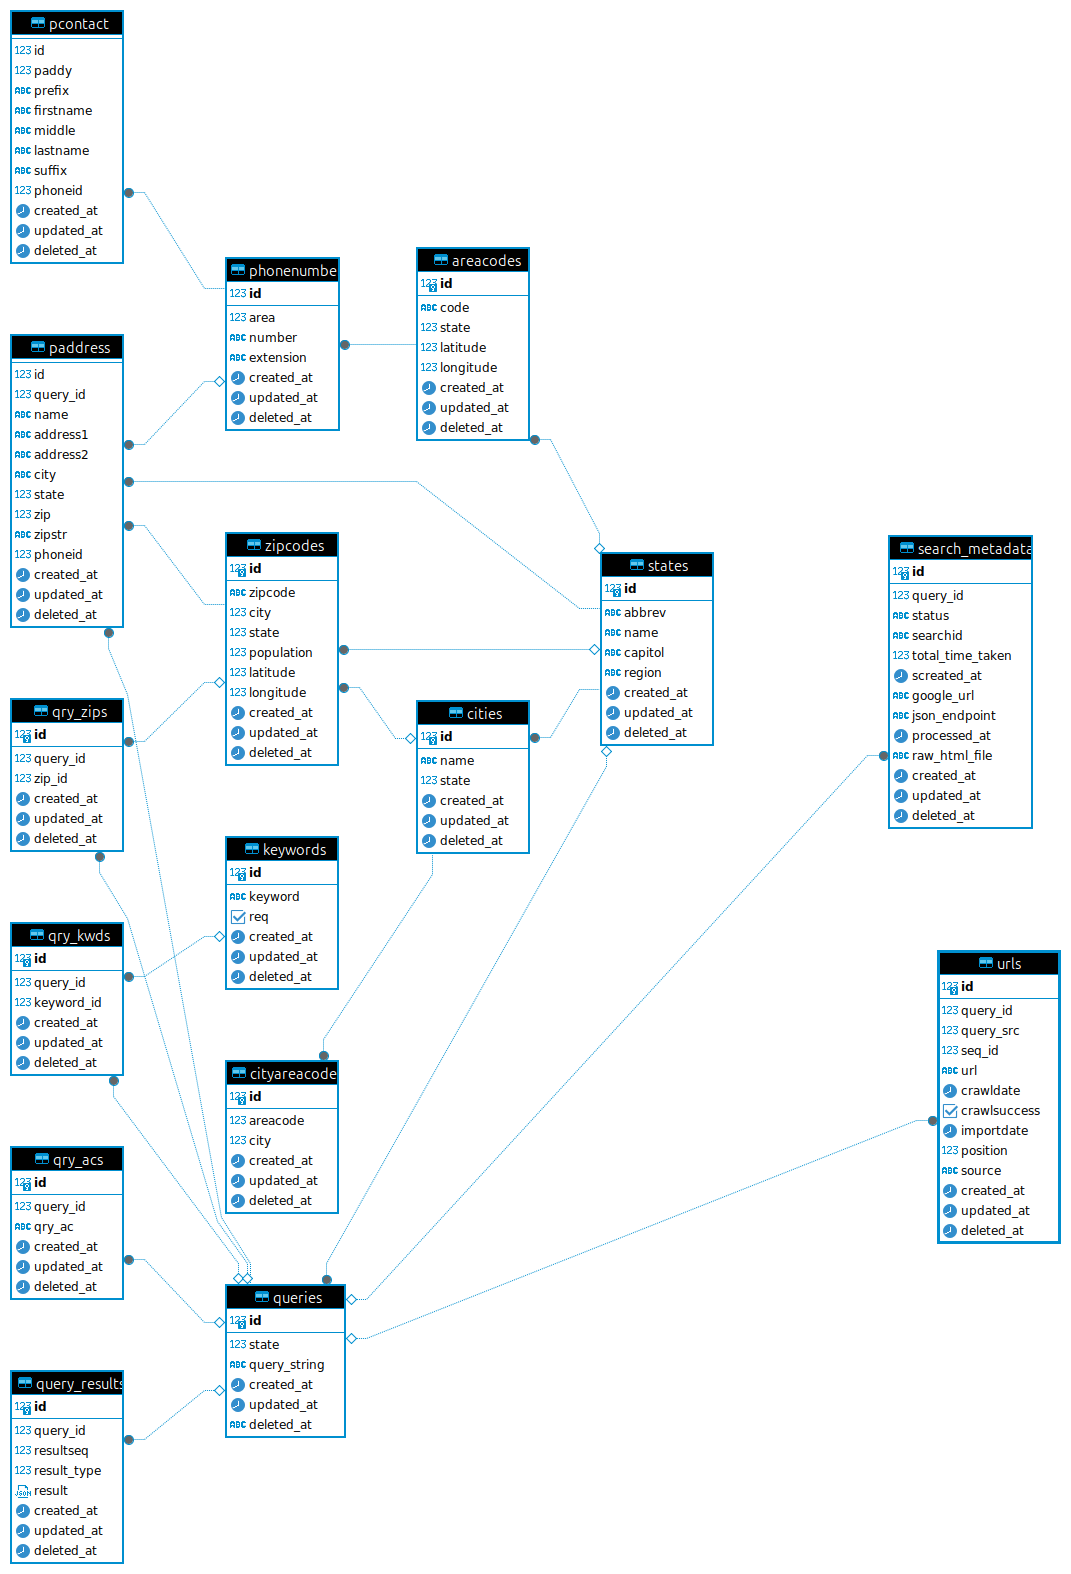 pcontact
123 id
123 paddy
ABC prefix
ABC firstname
ABC middle
ABC lastname
ABC suffix
123 phoneid
created_at
updated_at
deleted_at
phonenumbe
123 id
123 area
ABC number
ABC extension
created_at
updated_at
deleted_at
areacodes
123 id
ABC code
123 state
123 latitude
123 longitude
created_at
updated_at
deleted_at
paddress
123 id
123 query_id
ABC name
ABC address1
ABC address2
ABC city
123 state
123 zip
ABC zipstr
123 phoneid
created_at
updated_at
deleted_at
zipcodes
123 id
ABC zipcode
123 city
123 state
123 population
123 latitude
123 longitude
created_at
updated_at
deleted_at
states
123 id
ABC abbrev
ABC name
ABC capitol
ABC region
created_at
updated_at
deleted_at
search_metadata
123 id
123 query_id
ABC status
ABC searchid
123 total_time_taken
screated_at
ABC google_url
ABC json_endpoint
processed_at
ABC raw_html_file
created_at
updated_at
deleted_at
qry_zips
123 id
123 query_id
123 zip_id
created_at
updated_at
deleted_at
cities
123 id
ABC name
123 state
created_at
updated_at
deleted_at
keywords
123 id
ABC keyword
req
created_at
updated_at
deleted_at
qry_kwds
123 id
123 query_id
123 keyword_id
created_at
updated_at
deleted_at
urls
123 id
123 query_id
123 query_src
123 seq_id
ABC url
crawldate
crawlsuccess
importdate
123 position
ABC source
created_at
updated_at
deleted_at
cityareacode
123 id
123 areacode
123 city
created_at
updated_at
deleted_at
qry_acs
123 id
123 query_id
ABC qry_ac
created_at
updated_at
deleted_at
queries
123 id
123 state
ABC query_string
created_at
updated_at
ABC deleted_at
query_results
123 id
123 query_id
123 resultseq
123 result_type
JSON result
created_at
updated_at
deleted_at